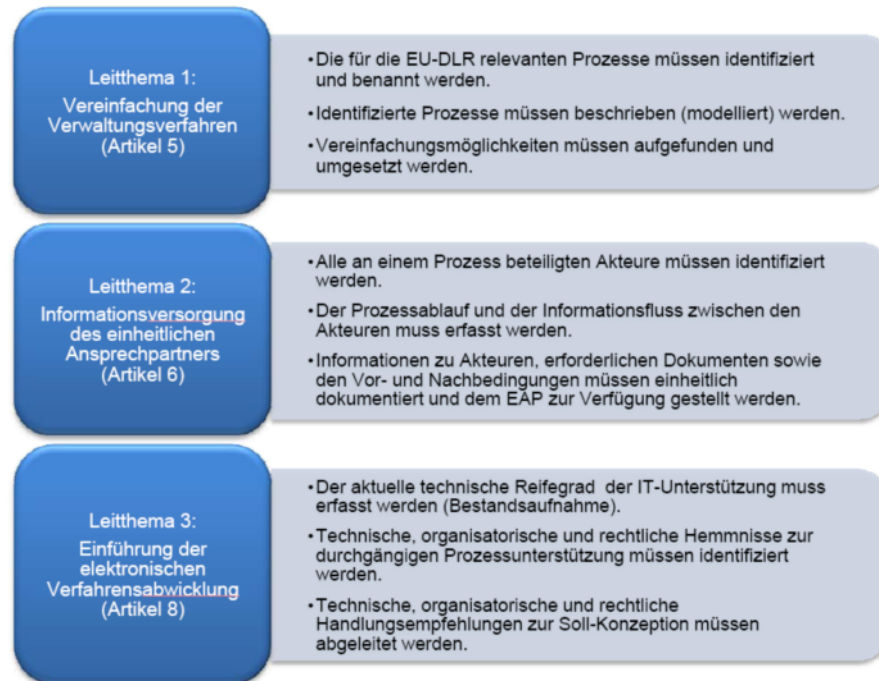 Leitthema 1:
Vereinfachung der
Verwaltungsverfahren
(Artikel 5)
•Die für die EU-DLR relevanten Prozesse müssen identifiziert
und benannt werden.
•Identifizierte Prozesse müssen beschrieben (modelliert) werden.
•Vereinfachungsmöglichkeiten müssen aufgefunden und
umgesetzt werden.
Leitthema 2:
Informationsversorgung
des einheitlichen
Ansprechpartners
(Artikel 6)
•Alle an einem Prozess beteiligten Akteure müssen identifiziert
werden.
•Der Prozessablauf und der Informationsfluss zwischen den
Akteuren muss erfasst werden.
•Informationen zu Akteuren, erforderlichen Dokumenten sowie
den Vor- und Nachbedingungen müssen einheitlich
dokumentiert und dem EAP zur Verfügung gestellt werden.
Leitthema 3:
Einführung der
elektronischen
Verfahrensabwicklung
(Artikel 8)
•Der aktuelle technische Reifegrad der IT-Unterstützung muss
erfasst werden (Bestandsaufnahme).
•Technische, organisatorische und rechtliche Hemmnisse zur
durchgängigen Prozessunterstützung müssen identifiziert
werden.
•Technische, organisatorische und rechtliche
Handlungsempfehlungen zur Soll-Konzeption müssen
abgeleitet werden.